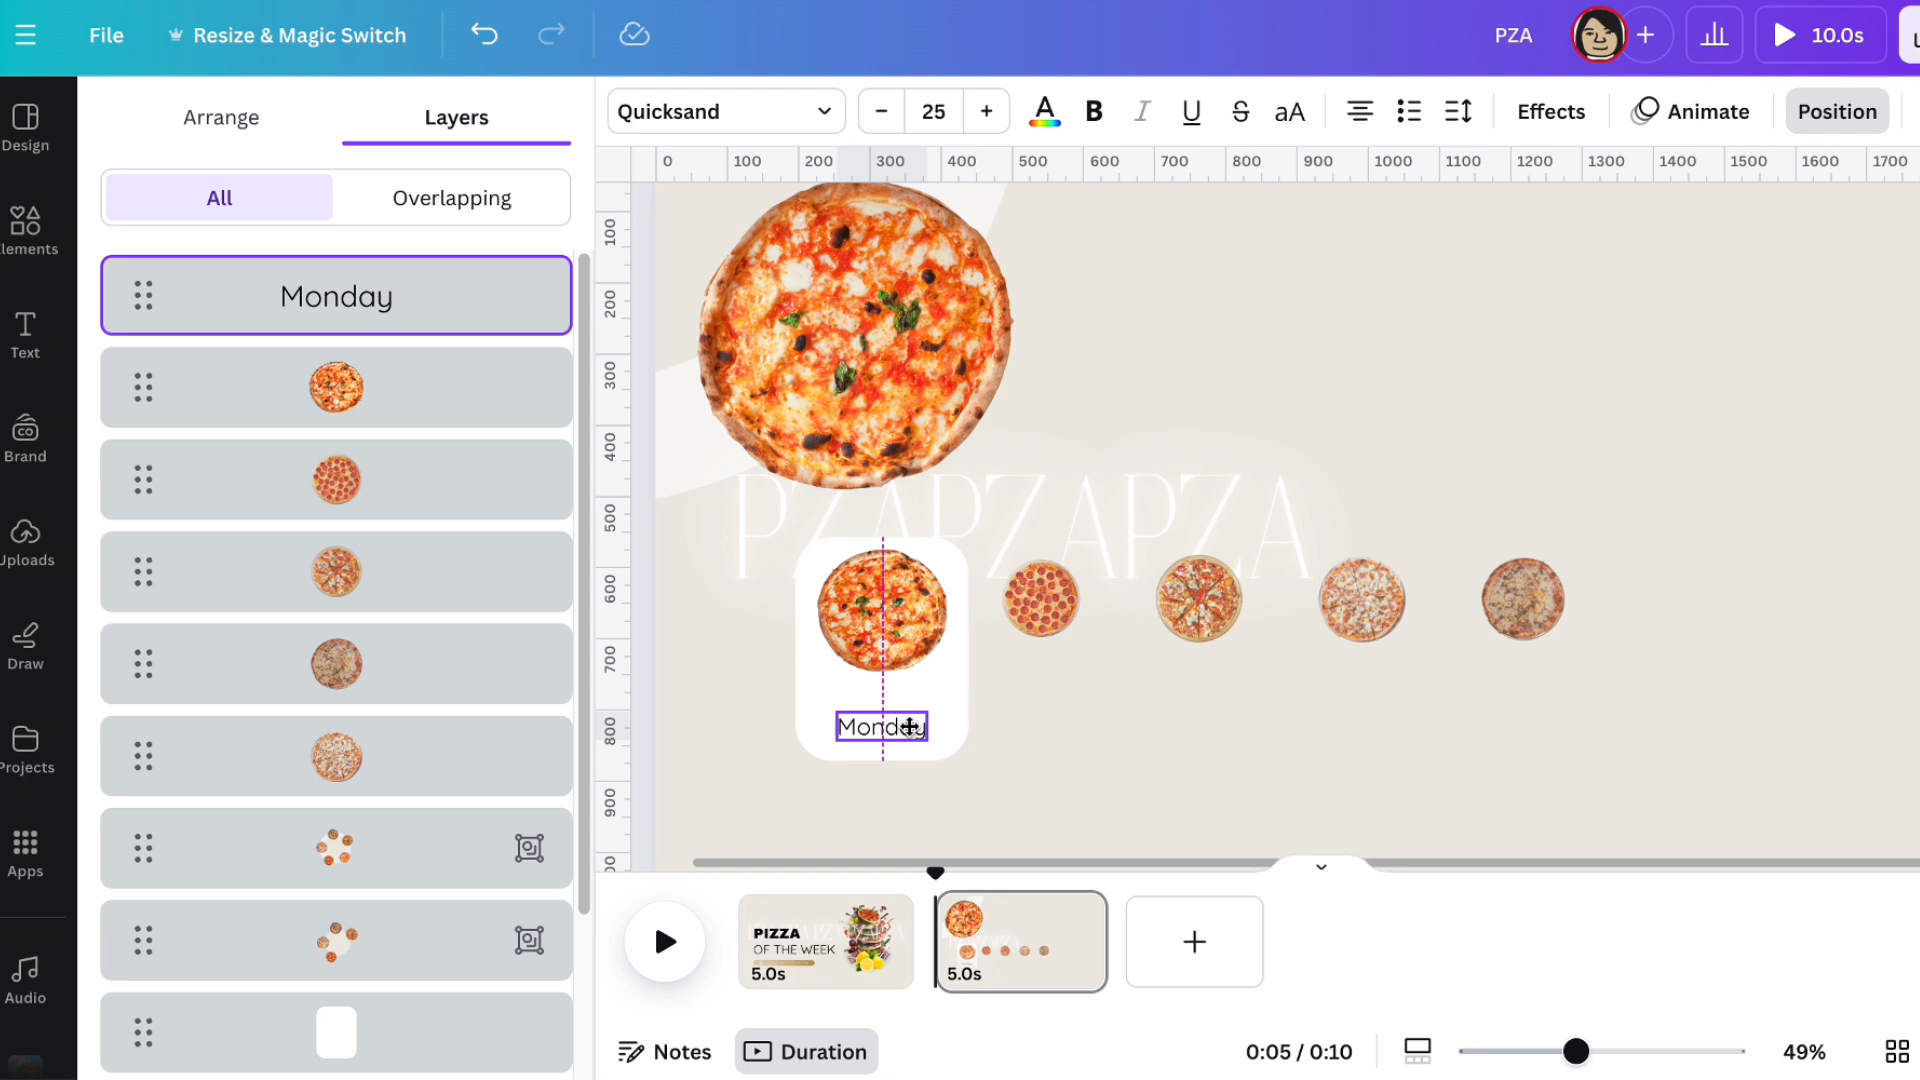 File
Resize & Magic Switch
PZA
10.0s
Design
Elements
Text
Brand
Uploads
Draw
Projects
Apps
Audio
Arrange
Layers
All
Overlapping
Monday
Quicksand
− 25 +
A B I U S aA
Effects
Animate
Position
0 100 200 300 400 500 600 700 800 900 1000 1100 1200 1300 1400 1500 1600 1700
100
200
300
400
500
600
700
800
900
PZAPZAPZA
Monday
PIZZA
OF THE WEEK
5.0s
5.0s
Notes
Duration
0:05 / 0:10
49%